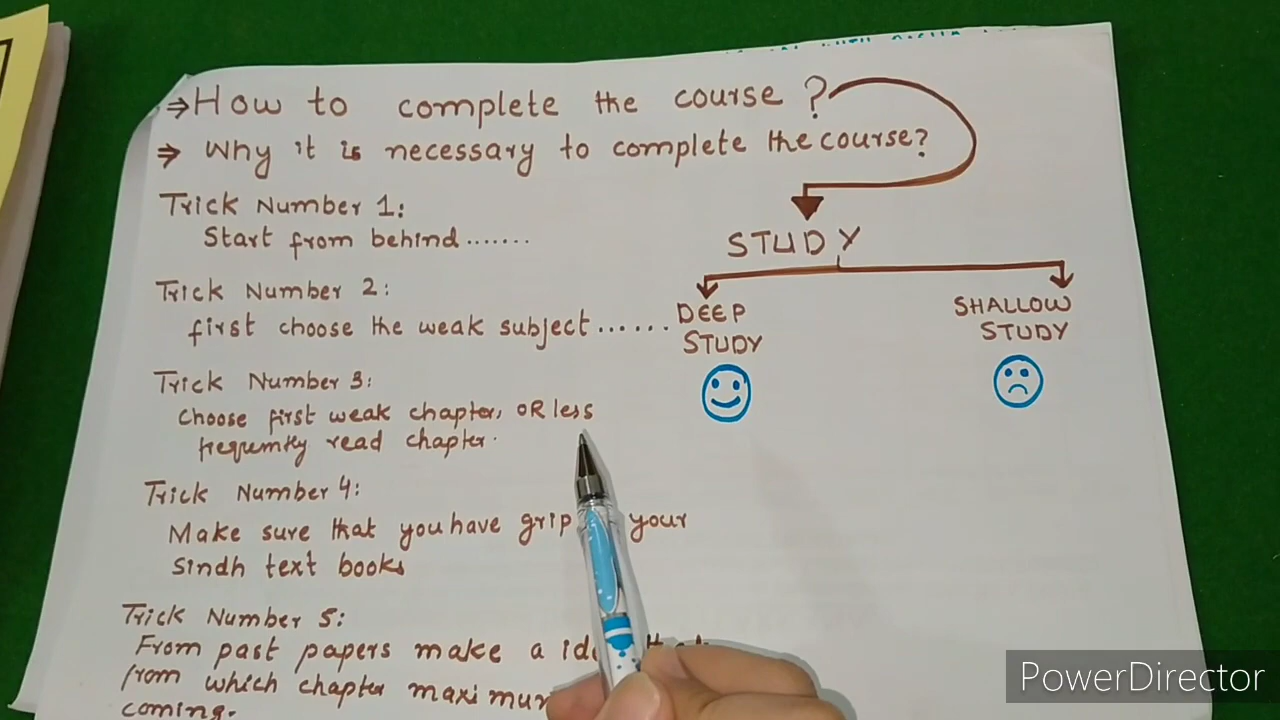 ⇒ How to complete the course ?
⇒ Why it is necessary to complete the course?
Trick Number 1:
Start from behind.......
STUDY
DEEP STUDY
SHALLOW STUDY
Trick Number 2:
first choose the weak subject......
Trick Number 3:
Choose first weak chapter, OR less
frequmtly read chapter.
Trick Number 4:
Make sure that you have grip your
Sindh text books
Trick Number 5:
From past papers make a
from which chapter
coming.
PowerDirector